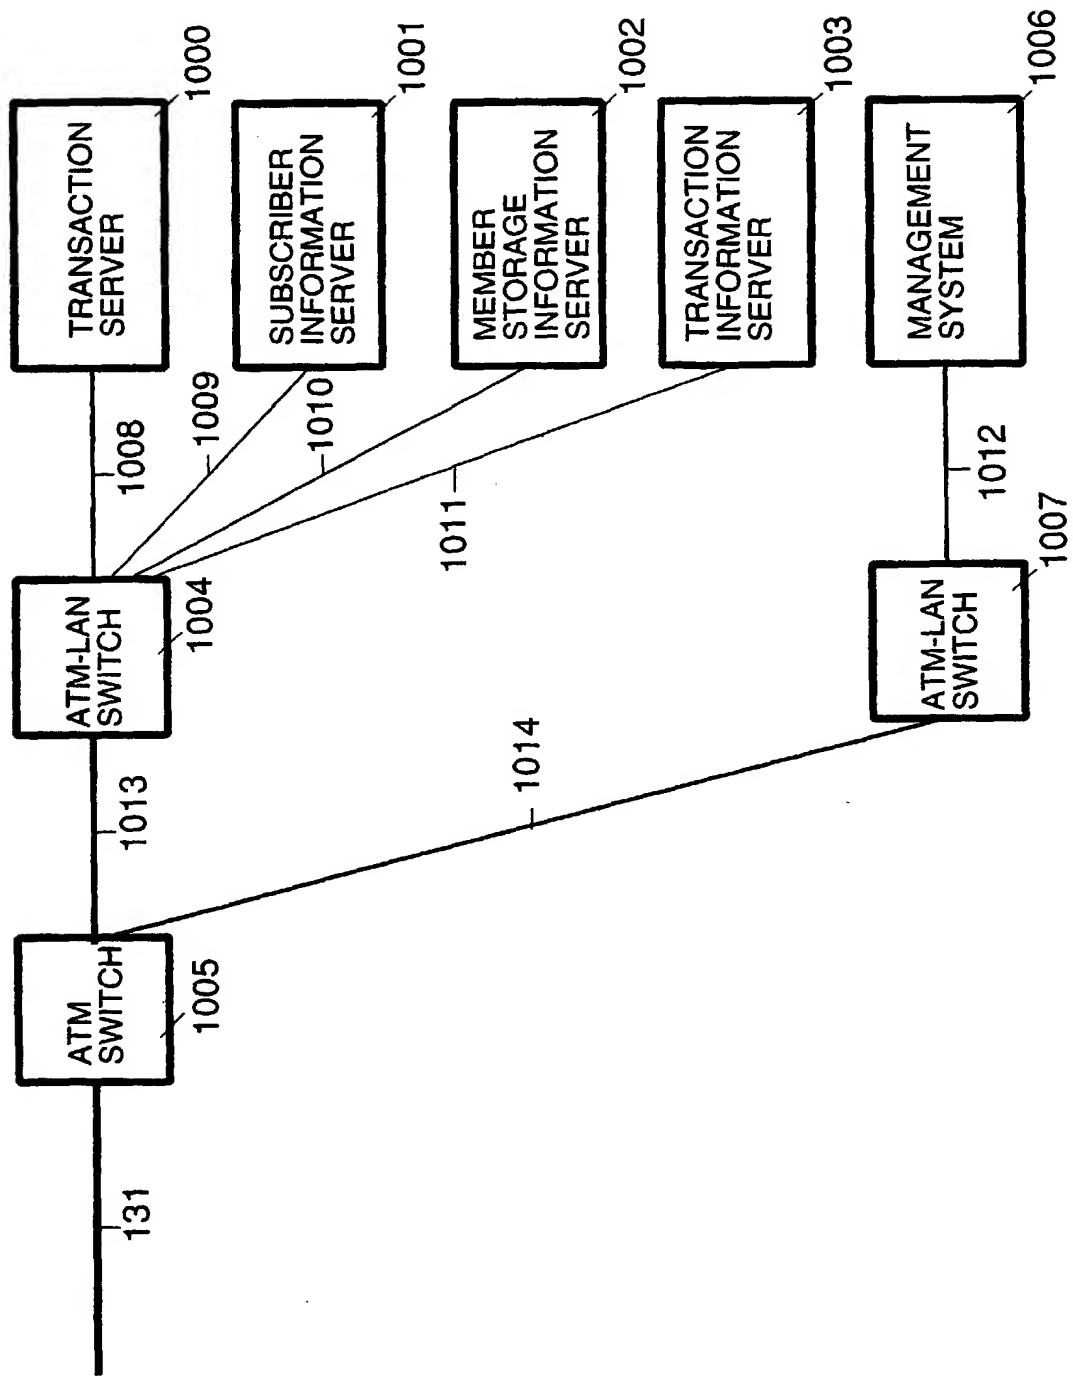 TRANSACTION
SERVER
1000
SUBSCRIBER
INFORMATION
SERVER
1001
MEMBER
STORAGE
INFORMATION
SERVER
1002
TRANSACTION
INFORMATION
SERVER
1003
MANAGEMENT
SYSTEM
1006
1008
1009
1010
1011
1012
ATM-LAN
SWITCH
1004
ATM-LAN
SWITCH
1007
1013
1014
ATM
SWITCH
1005
131